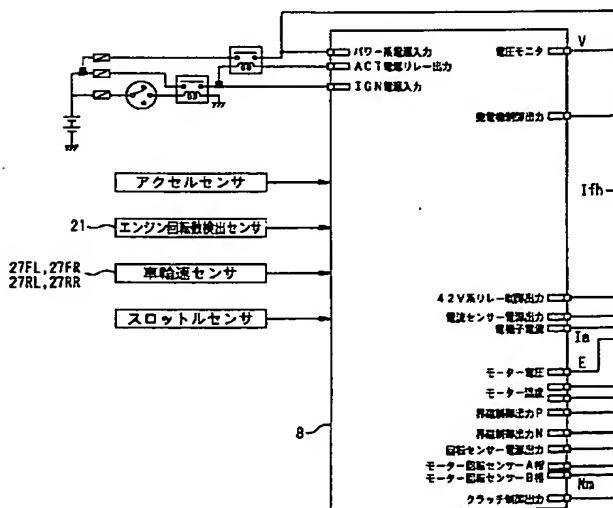 パワー系電源入力
ACT電源リレー出力
IGN電源入力
電圧モニタ
V
発電機制御出力
Ifh
アクセルセンサ
21
エンジン回転数検出センサ
27FL,27FR
27RL,27RR
車輪速センサ
スロットルセンサ
42V系リレー制御出力
電流センサー電源出力
電機子電流
Ia
E
モーター電圧
モーター温度
8
界磁制御出力P
界磁制御出力N
回転センサー電源出力
モーター回転センサーA相
モーター回転センサーB相
Nm
クラッチ制御出力